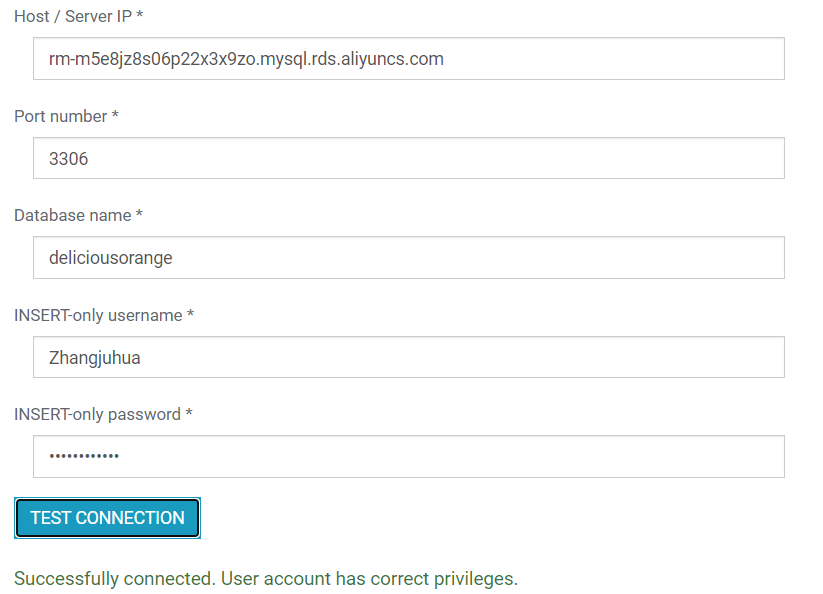 Host / Server IP *
rm-m5e8jz8s06p22x3x9zo.mysql.rds.aliyuncs.com
Port number *
3306
Database name *
deliciousorange
INSERT-only username *
Zhangjuhua
INSERT-only password *
••••••••••••
TEST CONNECTION
Successfully connected. User account has correct privileges.